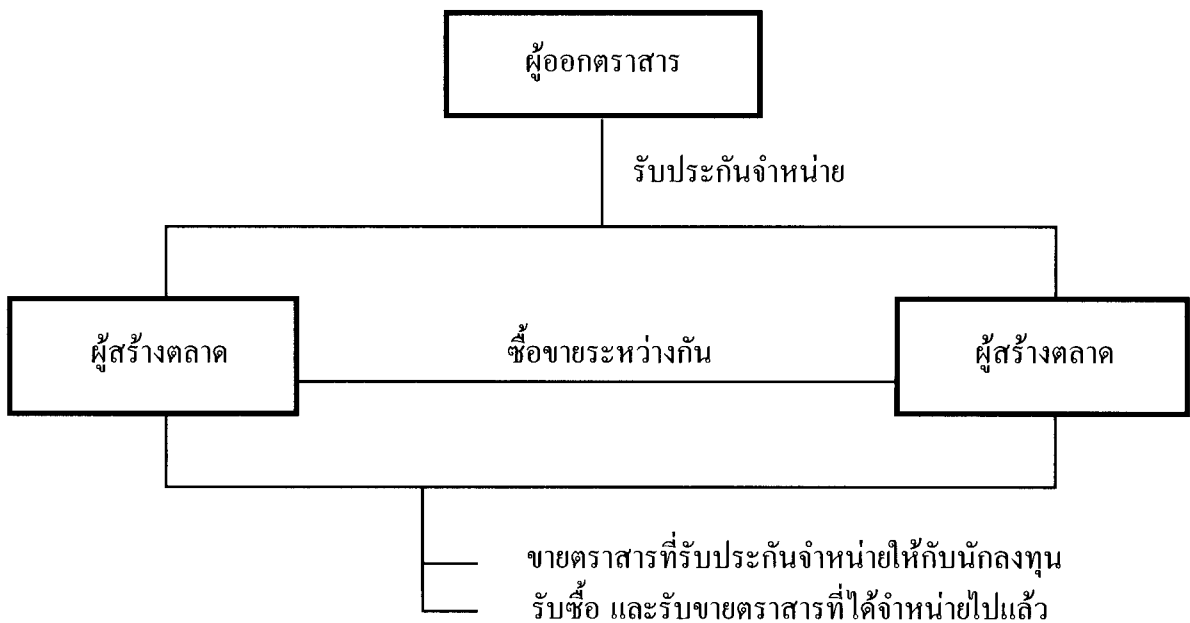 ผู้ออกตราสาร
รับประกันจำหน่าย
ผู้สร้างตลาด
ซื้อขายระหว่างกัน
ผู้สร้างตลาด
ขายตราสารที่รับประกันจำหน่ายให้กับนักลงทุน
รับซื้อ และรับขายตราสารที่ได้จำหน่ายไปแล้ว